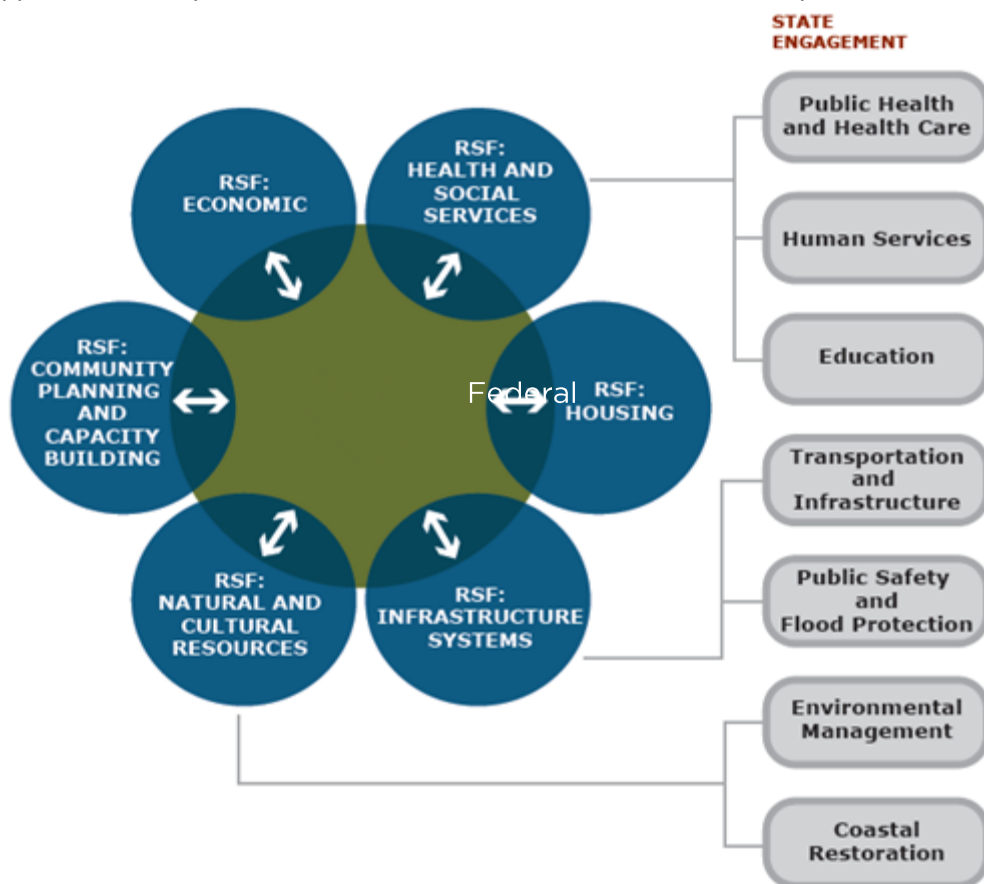 STATE
ENGAGEMENT
RSF:
ECONOMIC
RSF:
HEALTH AND
SOCIAL
SERVICES
RSF:
COMMUNITY
PLANNING
AND
CAPACITY
BUILDING
Federal
RSF:
HOUSING
RSF:
NATURAL AND
CULTURAL
RESOURCES
RSF:
INFRASTRUCTURE
SYSTEMS
Public Health
and Health Care
Human Services
Education
Transportation
and
Infrastructure
Public Safety
and
Flood Protection
Environmental
Management
Coastal
Restoration